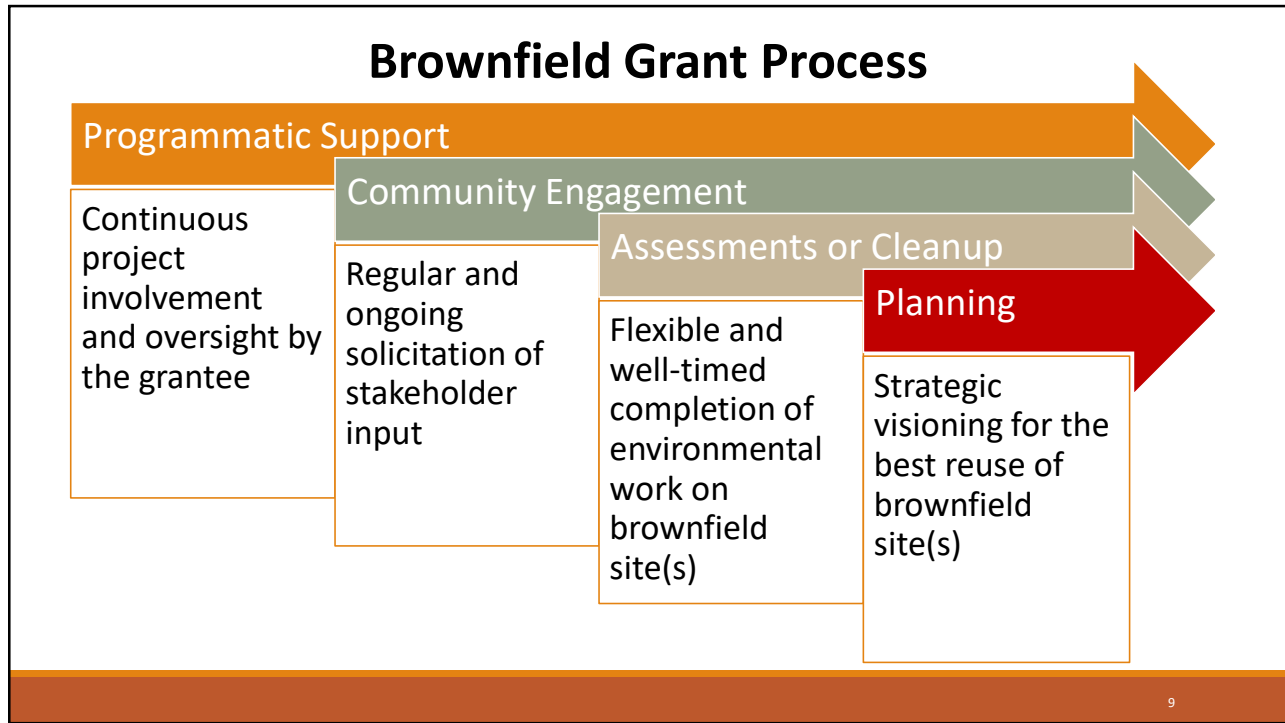 Brownfield Grant Process
Programmatic Support
Continuous
project
involvement
and oversight by
the grantee
Community Engagement
Regular and
ongoing
solicitation of
stakeholder
input
Assessments or Cleanup
Flexible and
well-timed
completion of
environmental
work on
brownfield
site(s)
Planning
Strategic
visioning for the
best reuse of
brownfield
site(s)
9